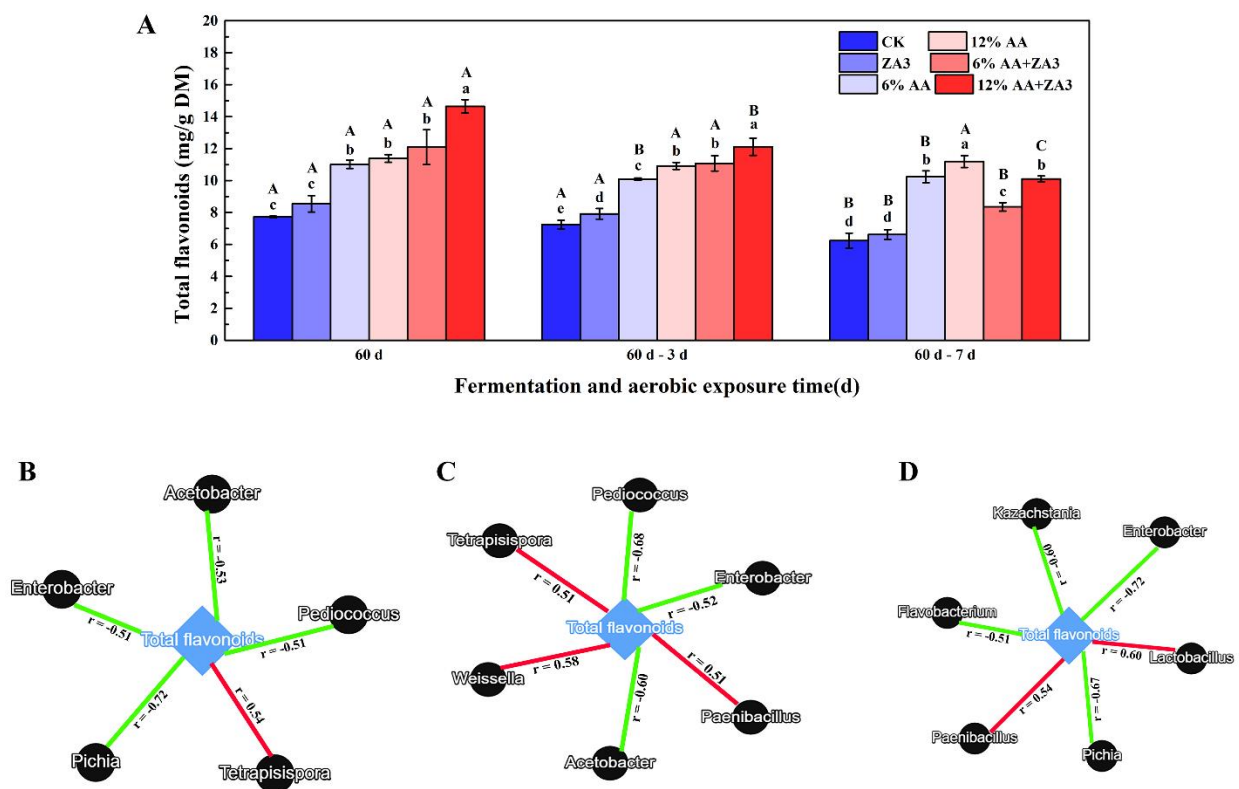 A
Total flavonoids (mg/g DM)
20
18
16
14
12
10
8
6
4
2
0
CK
ZA3
6% AA
12% AA
6% AA+ZA3
12% AA+ZA3
A
c
A
c
A
b
A
b
A
b
A
a
A
e
A
d
B
c
A
b
A
b
B
a
B
d
B
d
B
b
A
a
B
c
C
b
60 d
60 d - 3 d
60 d - 7 d
Fermentation and aerobic exposure time(d)
B
Acetobacter
Enterobacter
Pediococcus
Total flavonoids
Pichia
Tetrapisispora
r = -0.53
r = -0.51
r = -0.51
r = -0.72
r = 0.54
C
Pediococcus
Tetrapisispora
Enterobacter
Total flavonoids
Weissella
Paenibacillus
Acetobacter
r = -0.68
r = 0.51
r = -0.52
r = 0.58
r = 0.51
r = -0.60
D
Kazachstania
Enterobacter
Flavobacterium
Total flavonoids
Lactobacillus
Paenibacillus
Pichia
r = -0.60
r = -0.72
r = -0.51
r = 0.60
r = 0.54
r = -0.67